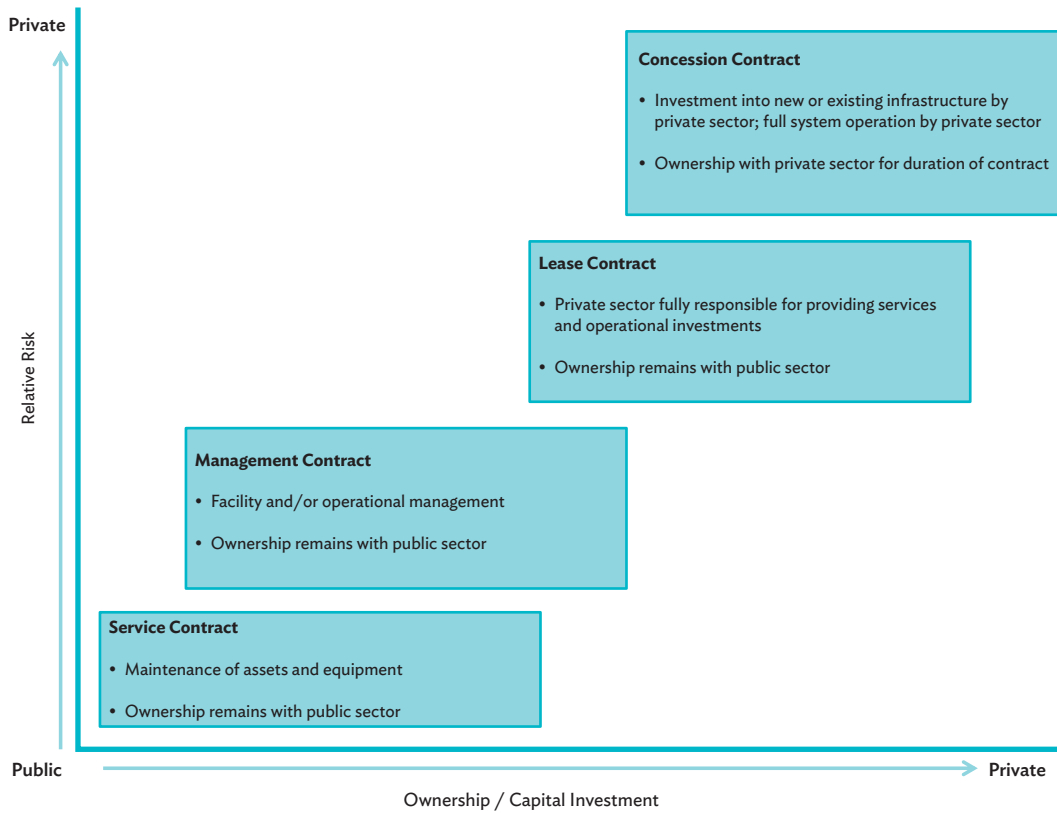 Private
Concession Contract
• Investment into new or existing infrastructure by
private sector; full system operation by private sector
• Ownership with private sector for duration of contract
Lease Contract
• Private sector fully responsible for providing services
and operational investments
• Ownership remains with public sector
Relative Risk
Management Contract
• Facility and/or operational management
• Ownership remains with public sector
Service Contract
• Maintenance of assets and equipment
• Ownership remains with public sector
Public
Private
Ownership / Capital Investment